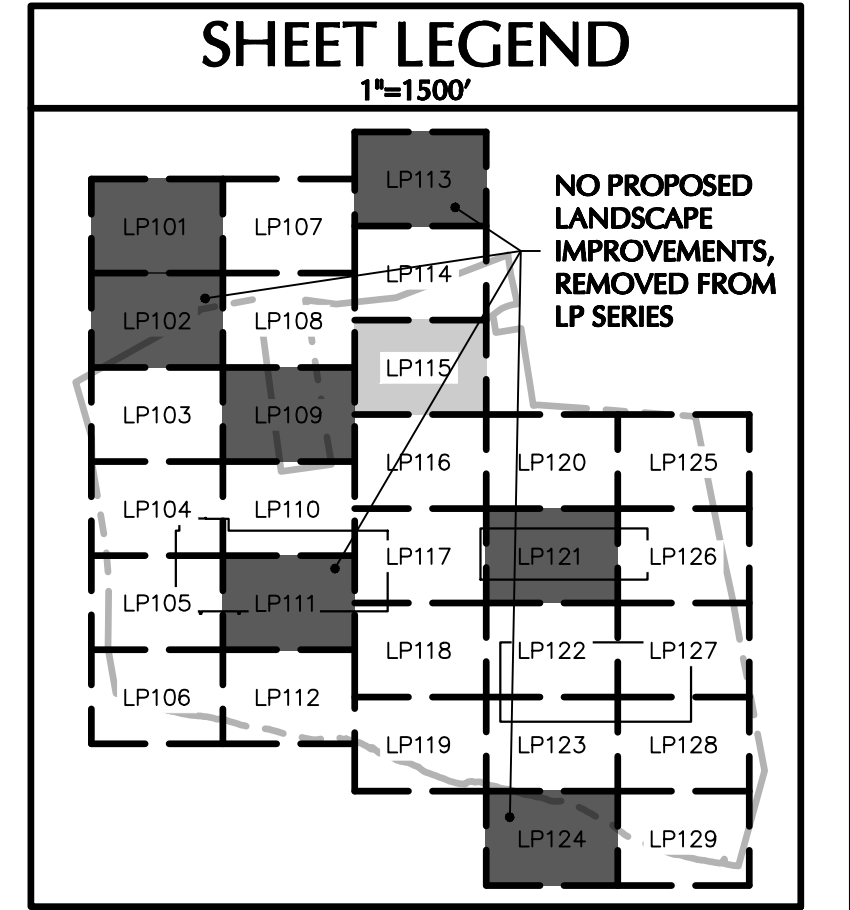 SHEET LEGEND
1"=1500'
NO PROPOSED
LANDSCAPE
IMPROVEMENTS,
REMOVED FROM
LP SERIES
LP113
LP101
LP107
LP114
LP102
LP108
LP115
LP103
LP109
LP116
LP120
LP125
LP104
LP110
LP117
LP121
LP126
LP105
LP111
LP118
LP122
LP127
LP106
LP112
LP119
LP123
LP128
LP124
LP129